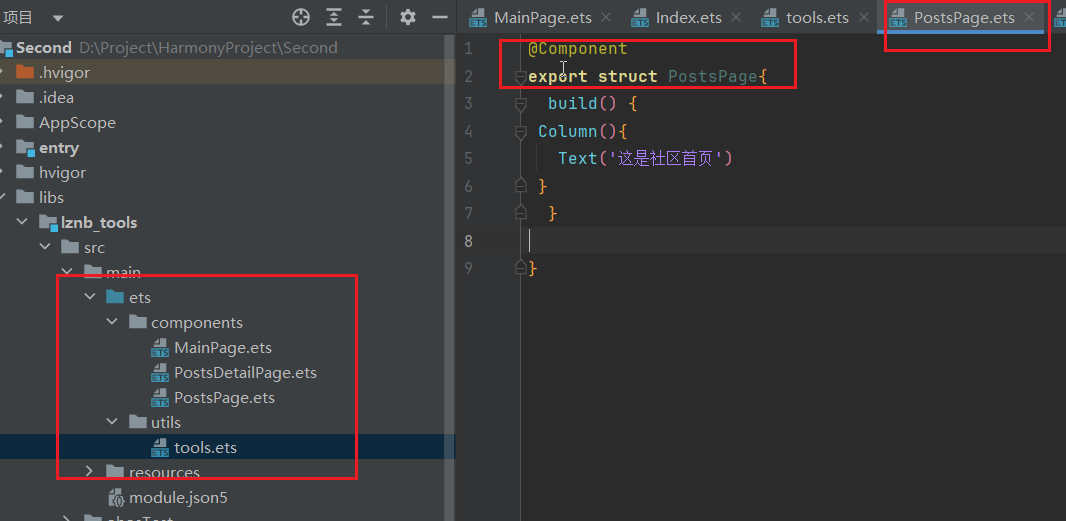 项目
MainPage.ets
Index.ets
tools.ets
PostsPage.ets
Second D:\Project\HarmonyProject\Second
.hvigor
.idea
AppScope
entry
hvigor
libs
lznb_tools
src
main
ets
components
MainPage.ets
PostsDetailPage.ets
PostsPage.ets
utils
tools.ets
resources
module.json5
1 @Component
2 export struct PostsPage{
3 build() {
4 Column(){
5 Text('这是社区首页')
6 }
7 }
8
9 }